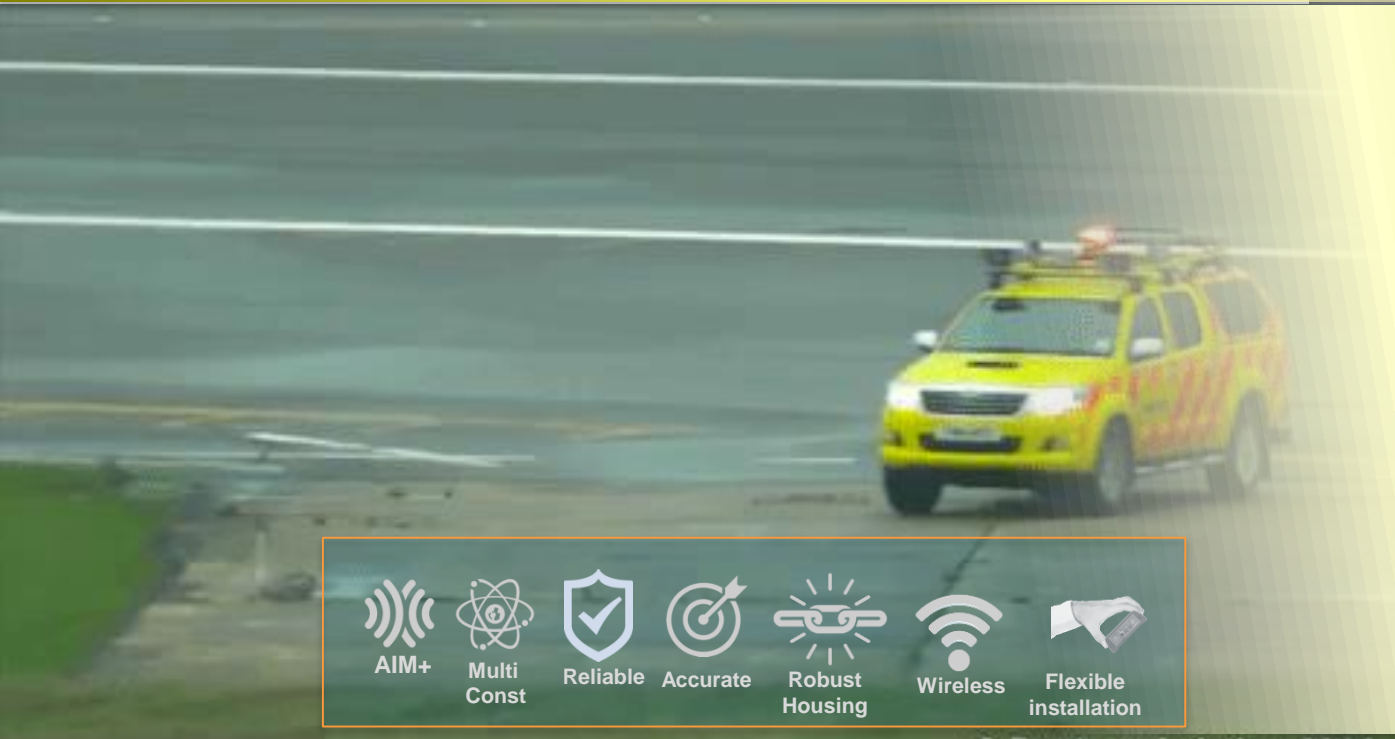 AIM+
Multi
Const
Reliable
Accurate
Robust
Housing
Wireless
Flexible
installation